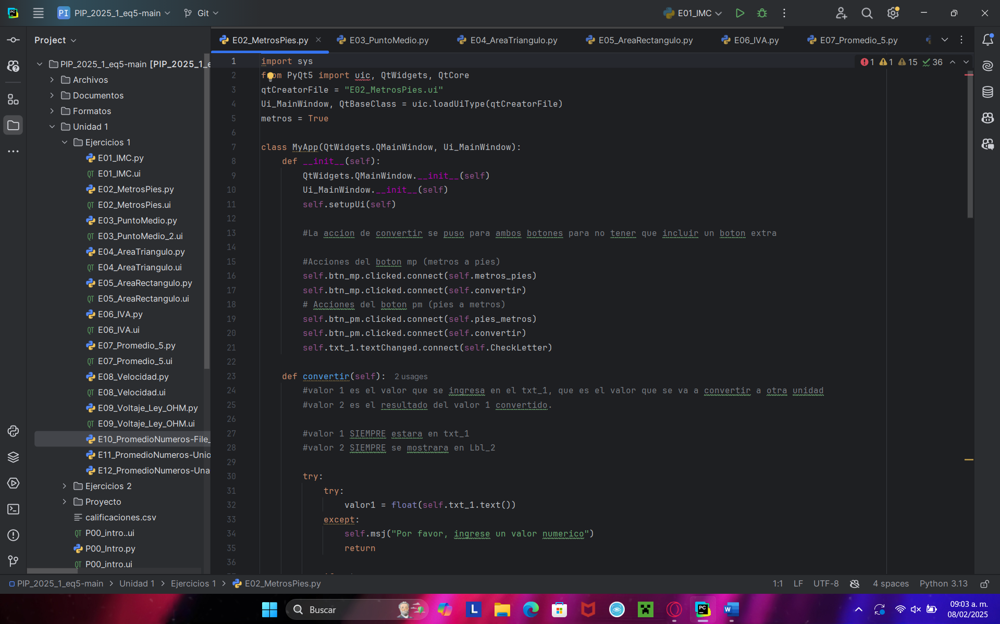 PC
PI PIP_2025_1_eq5-main Git E01_IMC
Project
PIP_2025_1_eq5-main [PIP_2025_1_e
Archivos
Documentos
Formatos
Unidad 1
Ejercicios 1
E01_IMC.py
QT E01_IMC.ui
E02_MetrosPies.py
QT E02_MetrosPies.ui
E03_PuntoMedio.py
QT E03_PuntoMedio_2.ui
E04_AreaTriangulo.py
QT E04_AreaTriangulo.ui
E05_AreaRectangulo.py
QT E05_AreaRectangulo.ui
E06_IVA.py
QT E06_IVA.ui
E07_Promedio_5.py
QT E07_Promedio_5.ui
E08_Velocidad.py
QT E08_Velocidad.ui
E09_Voltaje_Ley_OHM.py
QT E09_Voltaje_Ley_OHM.ui
E10_PromedioNumeros-File_
E11_PromedioNumeros-Unio
E12_PromedioNumeros-Una
Ejercicios 2
Proyecto
calificaciones.csv
QT P00_intro..ui
P00_Intro.py
QT P00_intro.ui
E02_MetrosPies.py E03_PuntoMedio.py E04_AreaTriangulo.py E05_AreaRectangulo.py E06_IVA.py E07_Promedio_5.py
1 1 15 36
1 import sys
2 from PyQt5 import uic, QtWidgets, QtCore
3 qtCreatorFile = "E02_MetrosPies.ui"
4 Ui_MainWindow, QtBaseClass = uic.loadUiType(qtCreatorFile)
5 metros = True
6
7 class MyApp(QtWidgets.QMainWindow, Ui_MainWindow):
8 def __init__(self):
9 QtWidgets.QMainWindow.__init__(self)
10 Ui_MainWindow.__init__(self)
11 self.setupUi(self)
12
13 #La accion de convertir se puso para ambos botones para no tener que incluir un boton extra
14
15 #Acciones del boton mp (metros a pies)
16 self.btn_mp.clicked.connect(self.metros_pies)
17 self.btn_mp.clicked.connect(self.convertir)
18 # Acciones del boton pm (pies a metros)
19 self.btn_pm.clicked.connect(self.pies_metros)
20 self.btn_pm.clicked.connect(self.convertir)
21 self.txt_1.textChanged.connect(self.CheckLetter)
22
23 def convertir(self): 2 usages
24 #valor 1 es el valor que se ingresa en el txt_1, que es el valor que se va a convertir a otra unidad
25 #valor 2 es el resultado del valor 1 convertido.
26
27 #valor 1 SIEMPRE estara en txt_1
28 #valor 2 SIEMPRE se mostrara en Lbl_2
29
30 try:
31 try:
32 valor1 = float(self.txt_1.text())
33 except:
34 self.msj("Por favor, ingrese un valor numerico")
35 return
36
PIP_2025_1_eq5-main > Unidad 1 > Ejercicios 1 > E02_MetrosPies.py
1:1 LF UTF-8 4 spaces Python 3.13
Buscar
L
PC
W
09:03 a. m.
08/02/2025